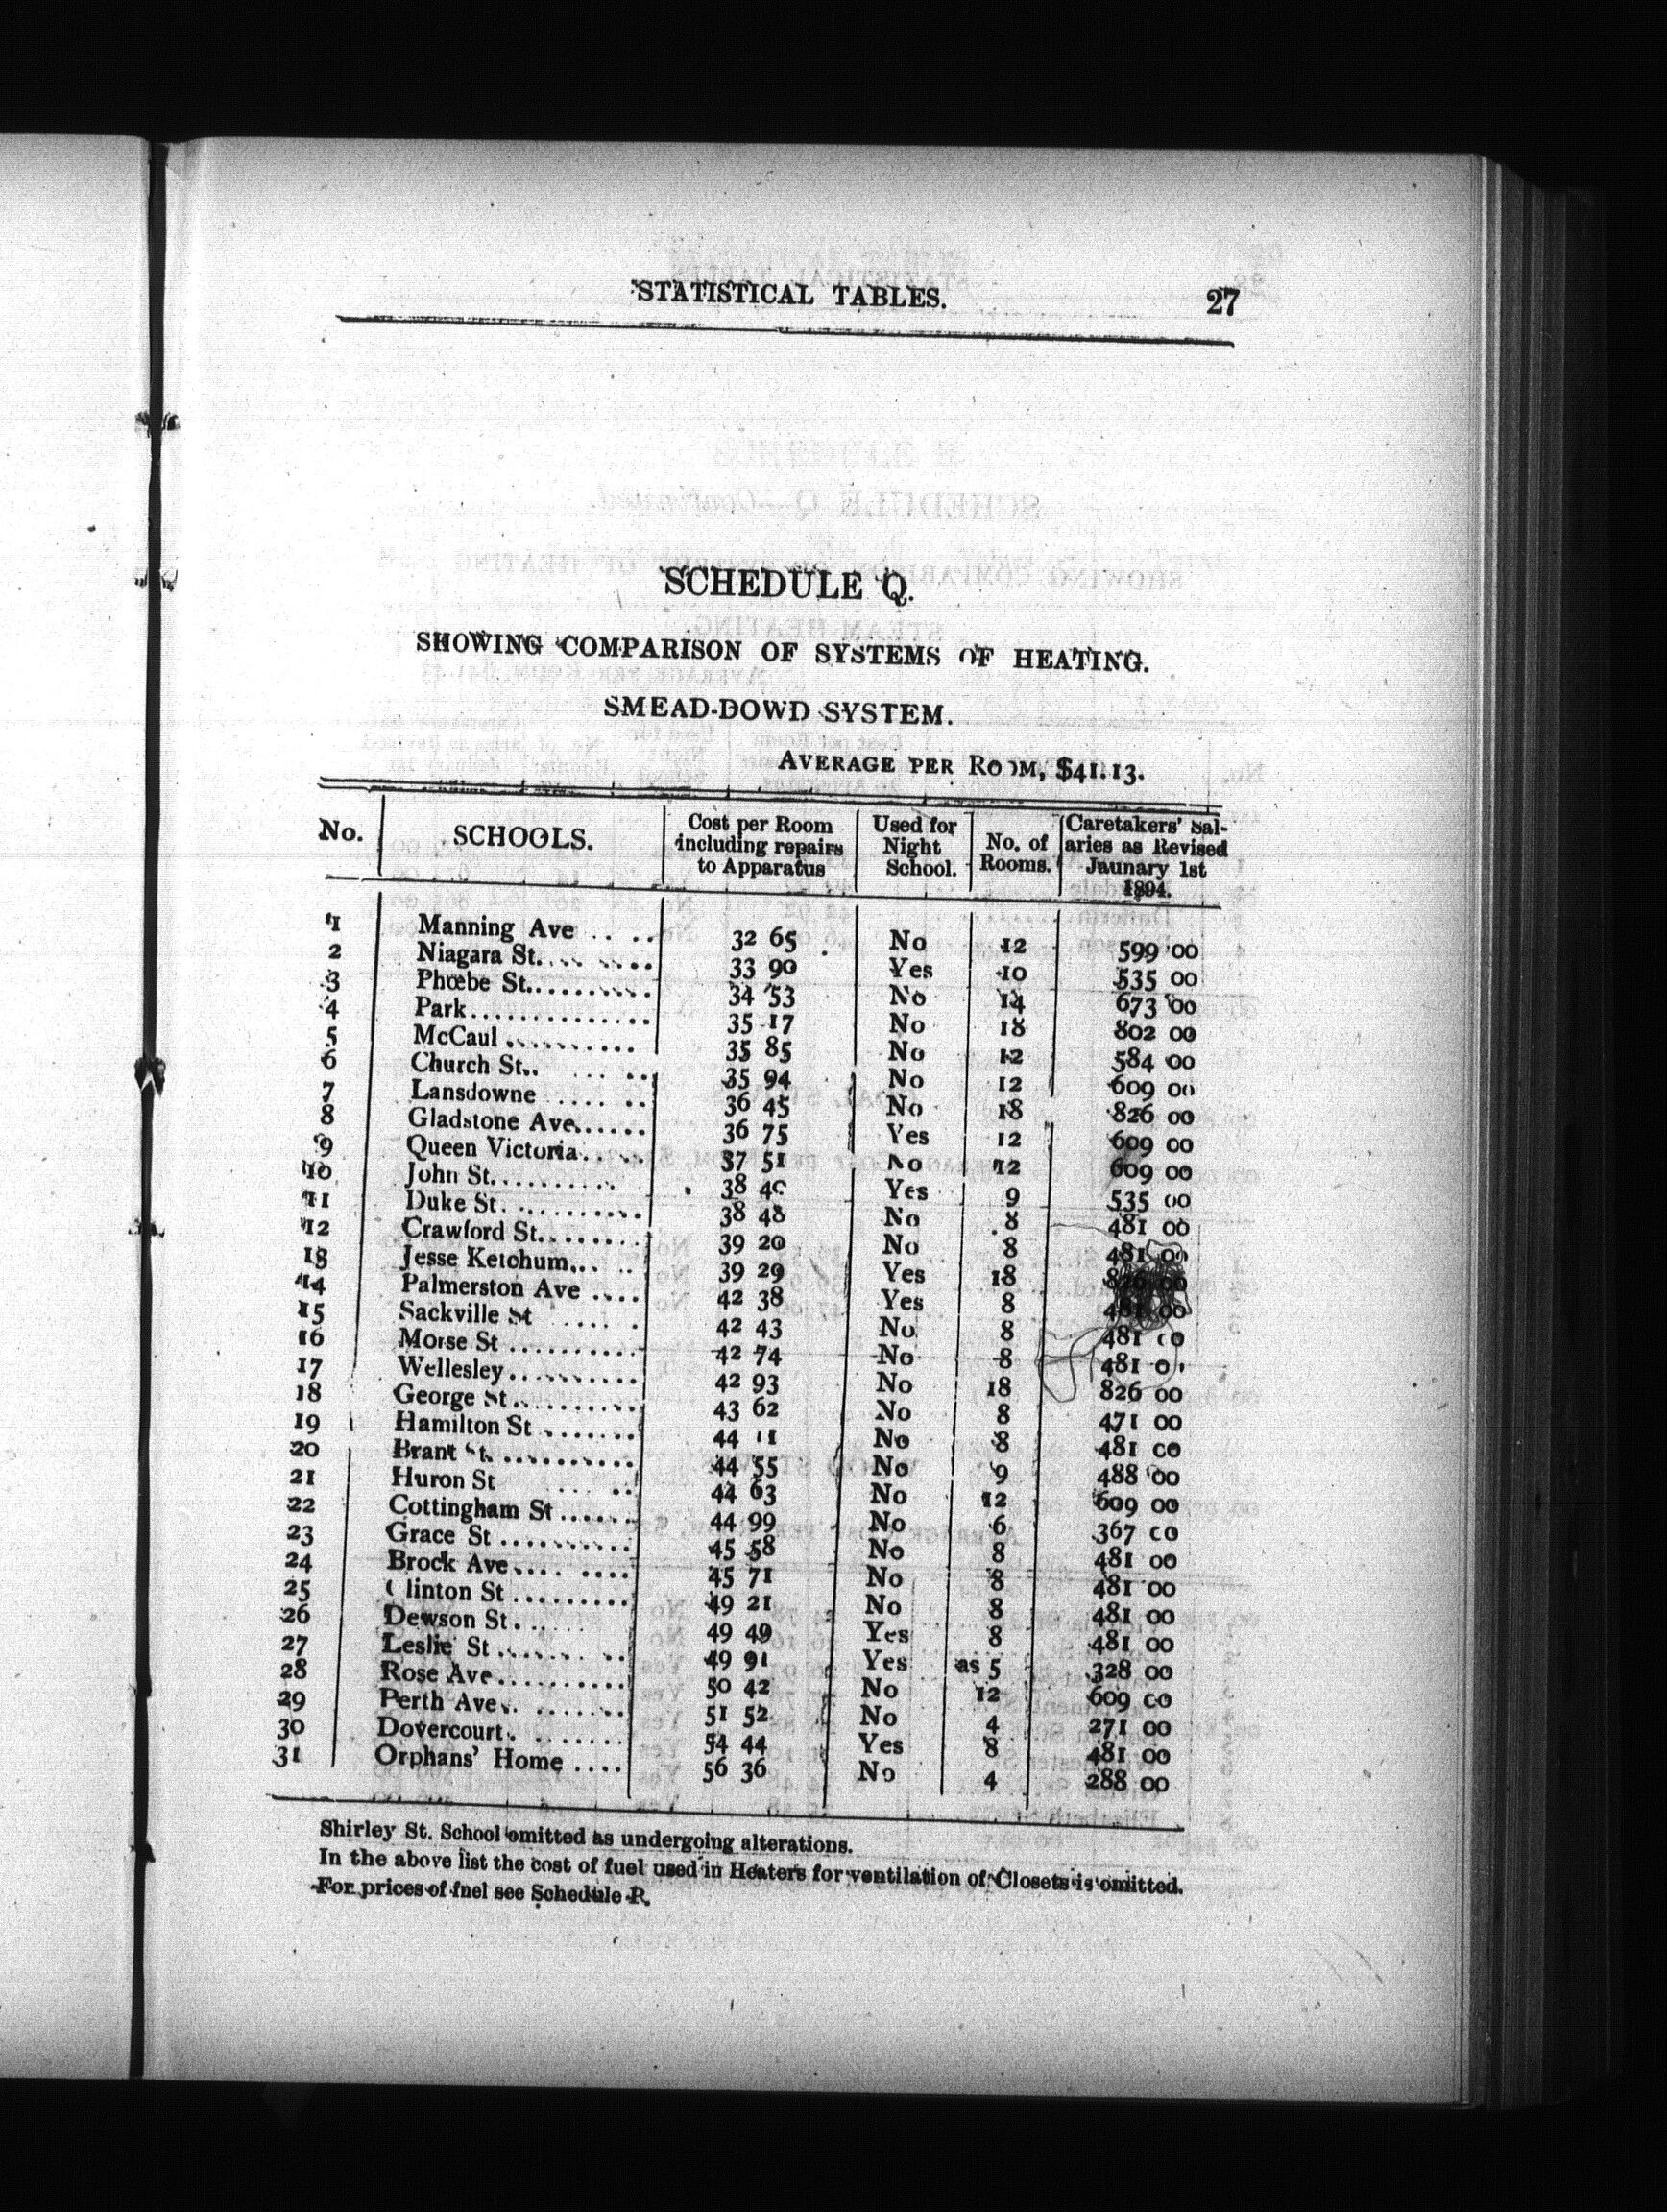 STATISTICAL TABLES. 27
SCHEDULE Q.
SHOWING COMPARISON OF SYSTEMS OF HEATING.
SMEAD-DOWD SYSTEM.
AVERAGE PER ROOM, $41.13.
No. SCHOOLS. Cost per Room including repairs to Apparatus Used for Night School. No. of Rooms. Caretakers' Salaries as Revised Jaunary 1st 1894.
1 Manning Ave 32 65 No 12 599 00
2 Niagara St. 33 90 Yes 10 535 00
3 Phœbe St. 34 53 No 14 673 00
4 Park 35 17 No 18 802 00
5 McCaul 35 85 No 12 584 00
6 Church St. 35 94 No 12 609 00
7 Lansdowne 36 45 No 18 826 00
8 Gladstone Ave. 36 75 Yes 12 609 00
9 Queen Victoria 37 51 No 12 609 00
10 John St. 38 40 Yes 9 535 00
11 Duke St. 38 48 No 8 481 00
12 Crawford St. 39 20 No 8 481 00
13 Jesse Ketchum 39 29 Yes 18 826 00
14 Palmerston Ave 42 38 Yes 8 481 00
15 Sackville St 42 43 No 8 481 00
16 Morse St 42 74 No 8 481 00
17 Wellesley 42 93 No 18 826 00
18 George St. 43 62 No 8 471 00
19 Hamilton St 44 11 No 8 481 00
20 Brant St. 44 55 No 9 488 00
21 Huron St 44 63 No 12 609 00
22 Cottingham St 44 99 No 6 367 00
23 Grace St 45 58 No 8 481 00
24 Brock Ave 45 71 No 8 481 00
25 Clinton St 49 21 No 8 481 00
26 Dewson St. 49 49 Yes 8 481 00
27 Leslie St 49 91 Yes as 5 328 00
28 Rose Ave 50 42 No 12 609 00
29 Perth Ave. 51 52 No 4 271 00
30 Dovercourt 54 44 Yes 8 481 00
31 Orphans' Home 56 36 No 4 288 00
Shirley St. School omitted as undergoing alterations.
In the above list the cost of fuel used in Heaters for ventilation of Closets is omitted.
For prices of fuel see Schedule R.